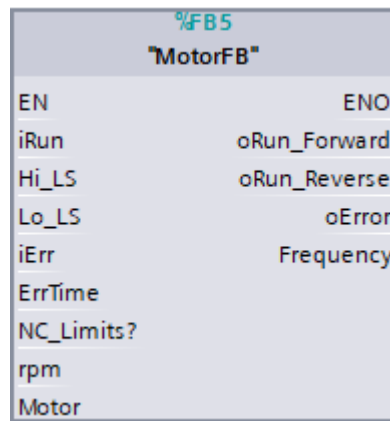 %FB5
"MotorFB"
EN ENO
iRun oRun_Forward
Hi_LS oRun_Reverse
Lo_LS oError
iErr Frequency
ErrTime
NC_Limits?
rpm
Motor